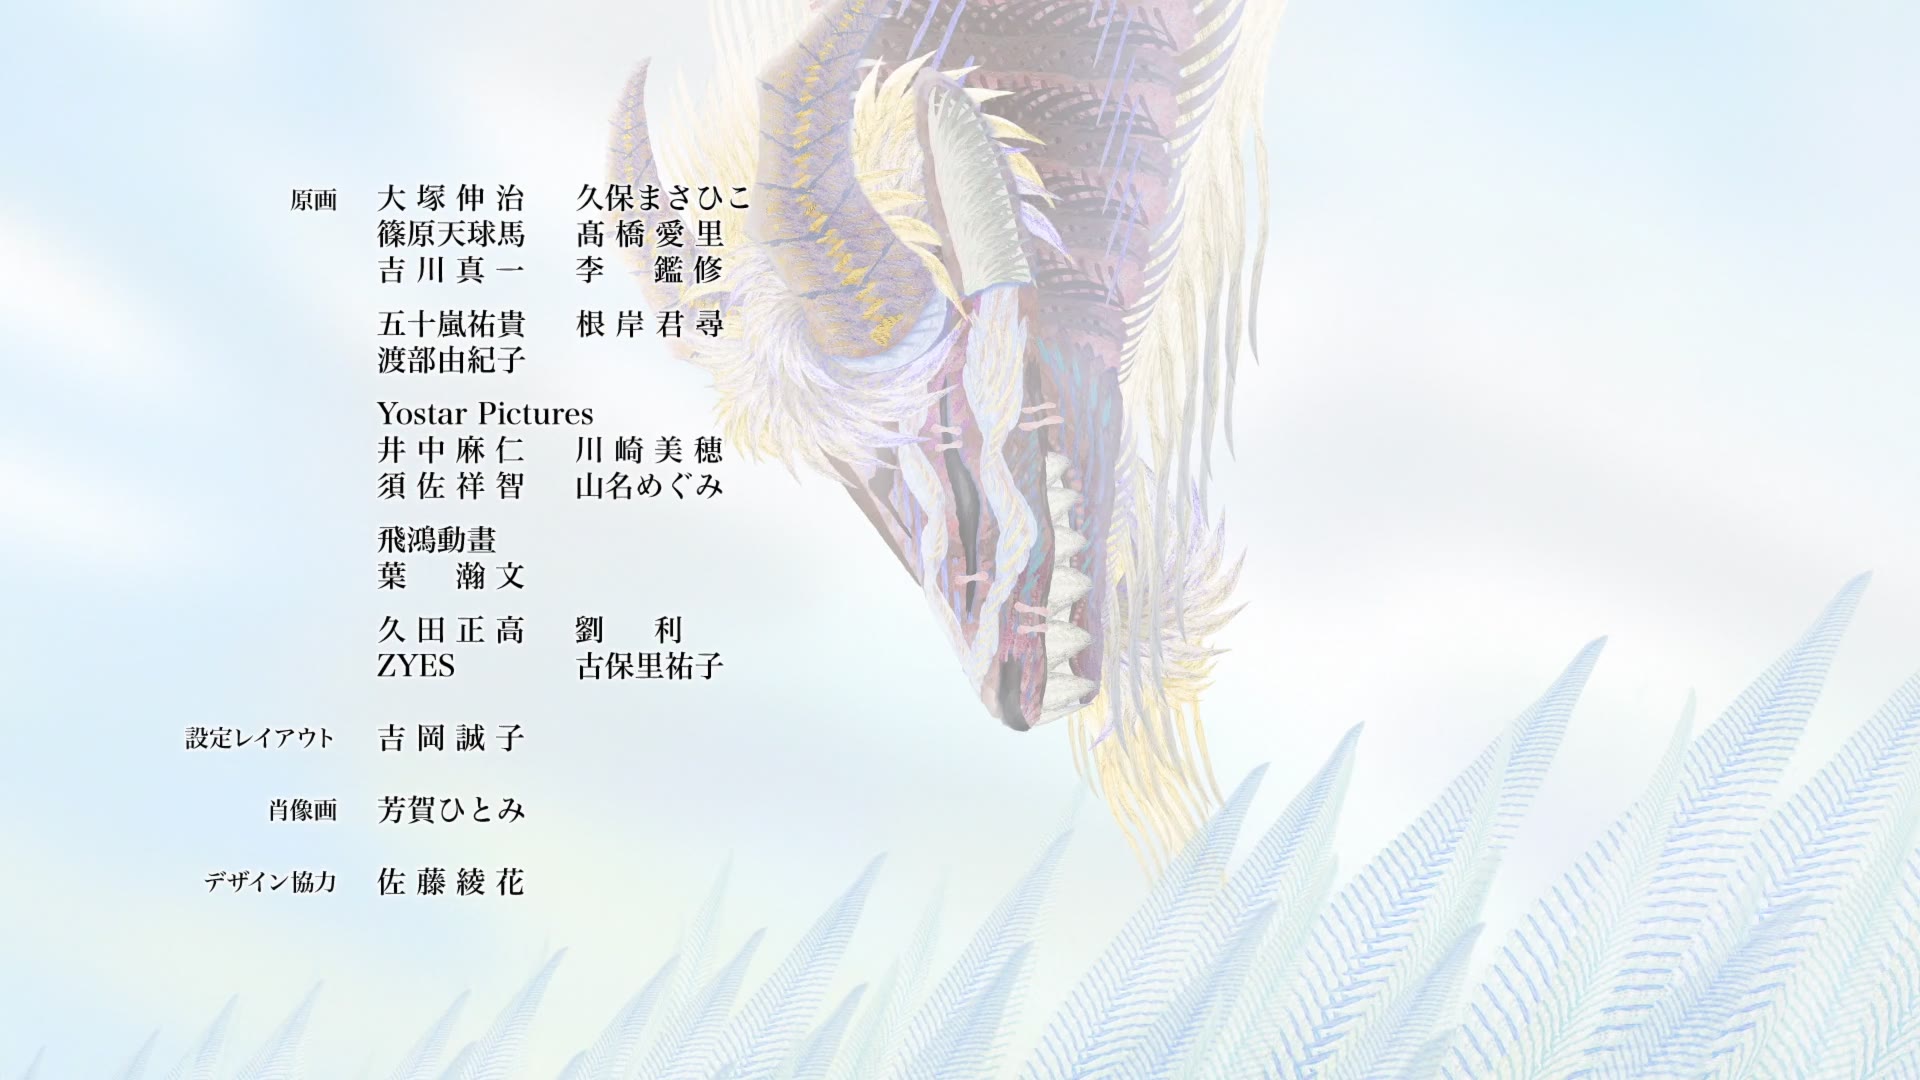 原画 大塚伸治 久保まさひこ
篠原天球馬 髙橋愛里
吉川真一 李鑑修
五十嵐祐貴 根岸君尋
渡部由紀子
Yostar Pictures
井中麻仁 川崎美穂
須佐祥智 山名めぐみ
飛鴻動畫
葉瀚文
久田正高 劉利
ZYES 古保里祐子
設定レイアウト 吉岡誠子
肖像画 芳賀ひとみ
デザイン協力 佐藤綾花